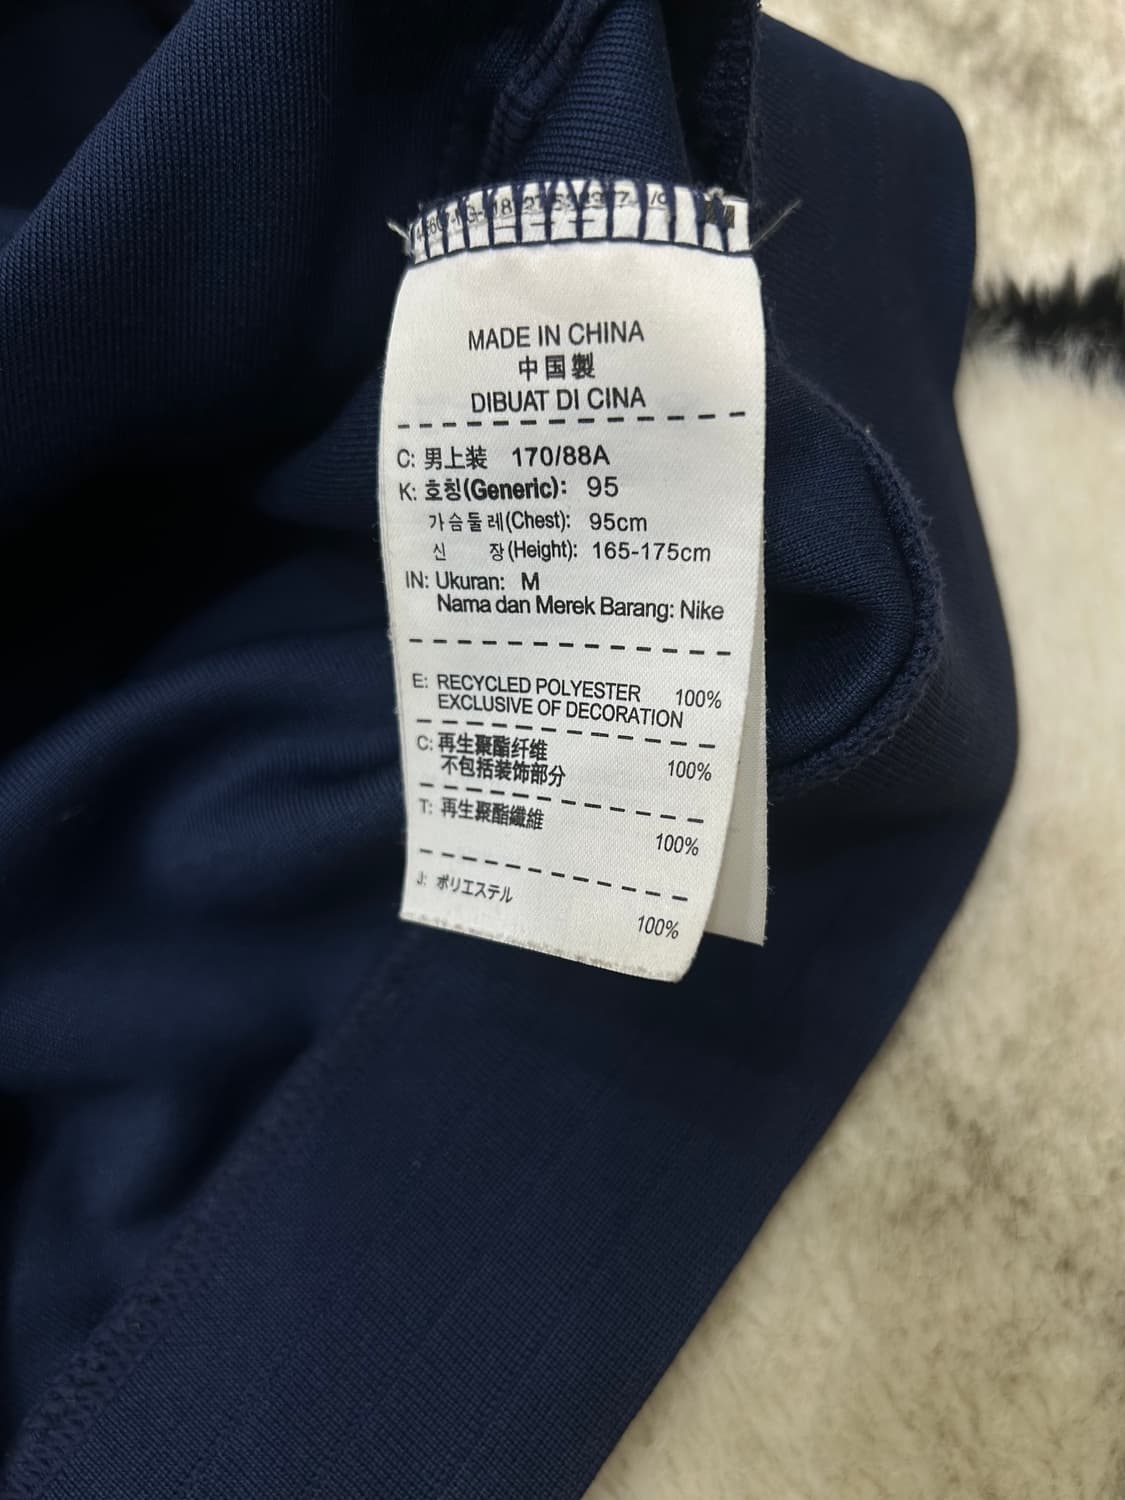 MADE IN CHINA
中国製
DIBUAT DI CINA
C: 男上装 170/88A
K: 호칭(Generic): 95
가슴둘레(Chest): 95cm
신 장(Height): 165-175cm
IN: Ukuran: M
Nama dan Merek Barang: Nike
E: RECYCLED POLYESTER 100%
EXCLUSIVE OF DECORATION
C: 再生聚酯纤维
不包括装饰部分 100%
T: 再生聚酯纖維 100%
J: ポリエステル 100%